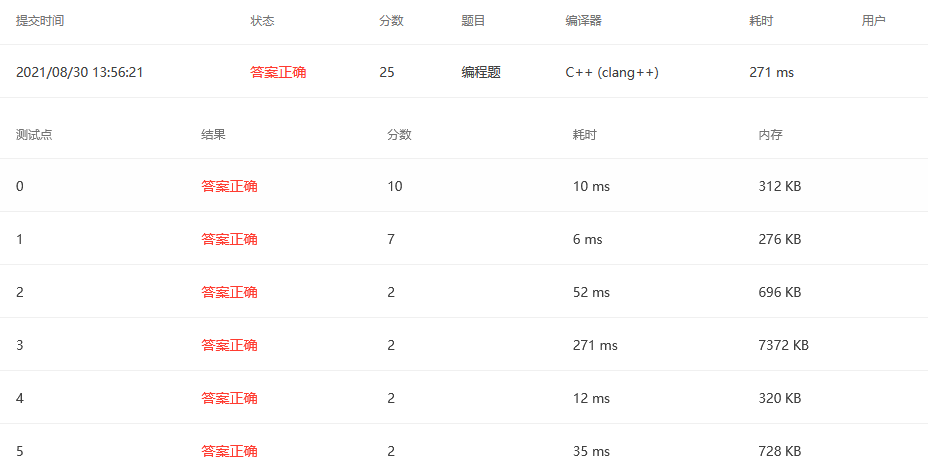 提交时间 状态 分数 题目 编译器 耗时 用户
2021/08/30 13:56:21 答案正确 25 编程题 C++ (clang++) 271 ms
测试点 结果 分数 耗时 内存
0 答案正确 10 10 ms 312 KB
1 答案正确 7 6 ms 276 KB
2 答案正确 2 52 ms 696 KB
3 答案正确 2 271 ms 7372 KB
4 答案正确 2 12 ms 320 KB
5 答案正确 2 35 ms 728 KB